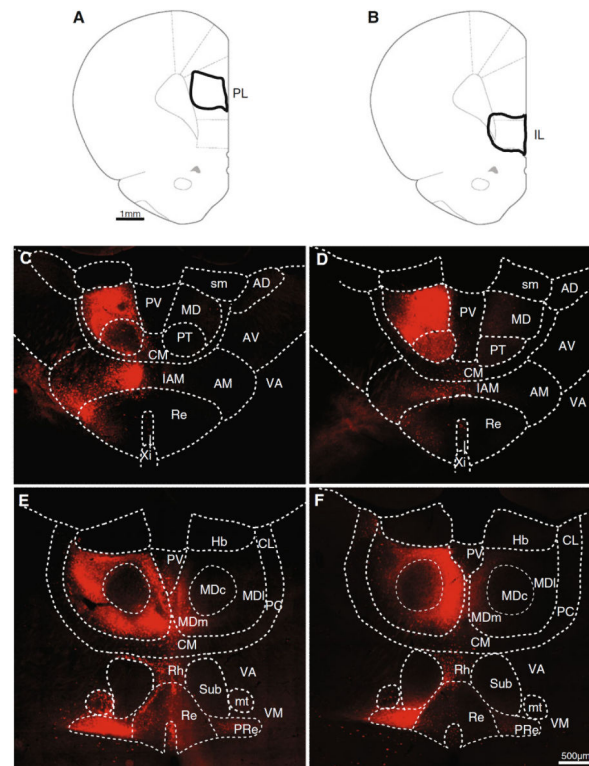 A
PL
1mm
B
IL
C
sm
AD
PV
MD
PT
AV
CM
IAM
AM
VA
Re
Xi
D
sm
AD
PV
MD
PT
AV
CM
IAM
AM
VA
Re
Xi
E
Hb
CL
PV
MDc
MDl
PC
MDm
CM
Rh
VA
Sub
mt
Re
VM
PRe
F
Hb
CL
PV
MDc
MDl
PC
MDm
CM
Rh
VA
Sub
mt
Re
VM
PRe
500µm